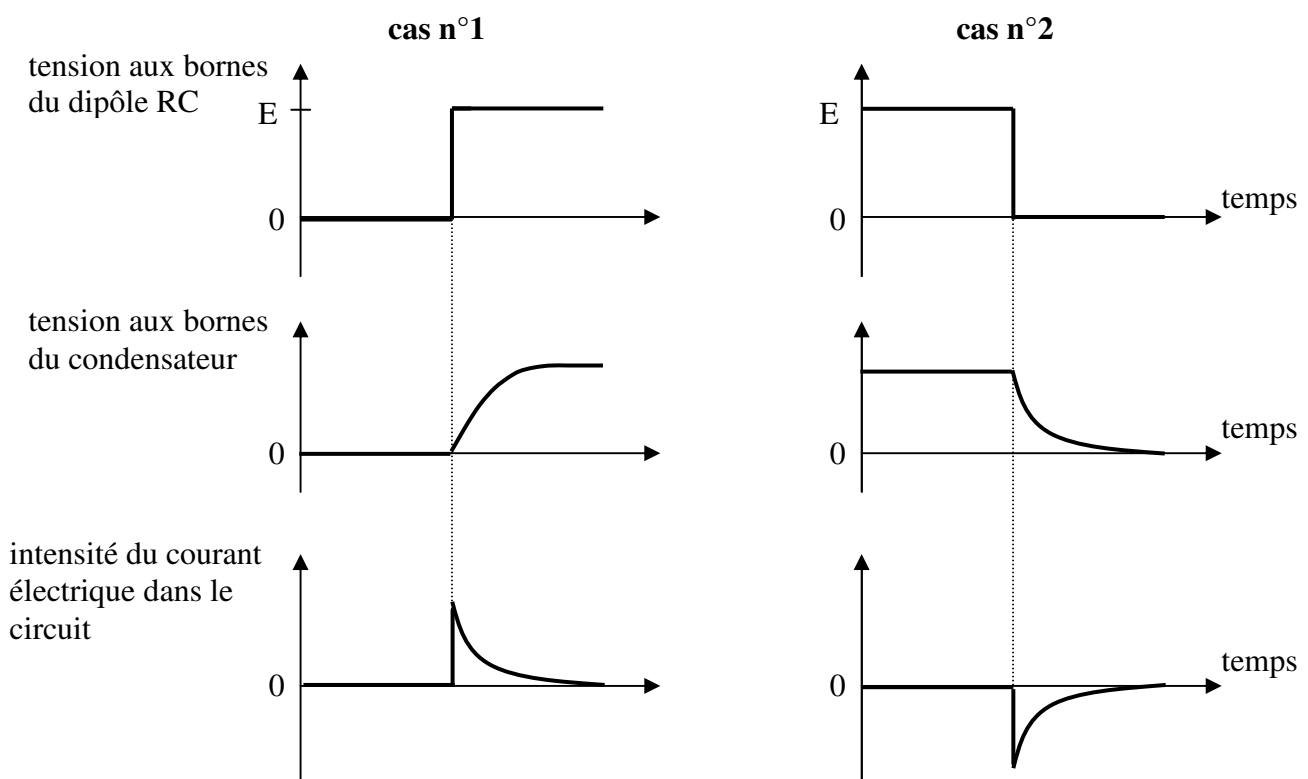 cas n°1
cas n°2
tension aux bornes
du dipôle RC
E
E
0
0
temps
tension aux bornes
du condensateur
0
0
temps
intensité du courant
électrique dans le
circuit
0
0
temps